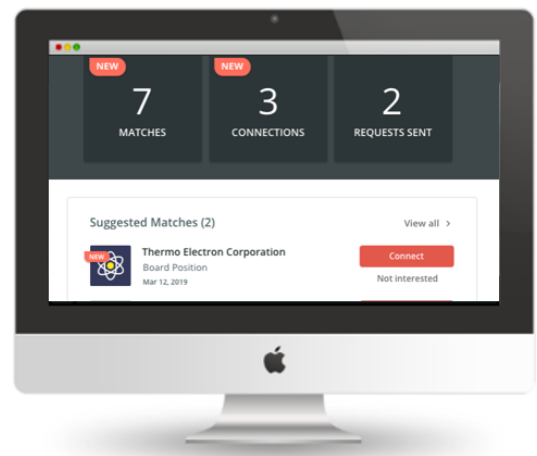 NEW
NEW
7
3
2
MATCHES
CONNECTIONS
REQUESTS SENT
Suggested Matches (2)
View all >
NEW
Thermo Electron Corporation
Connect
Board Position
Mar 12, 2019
Not interested